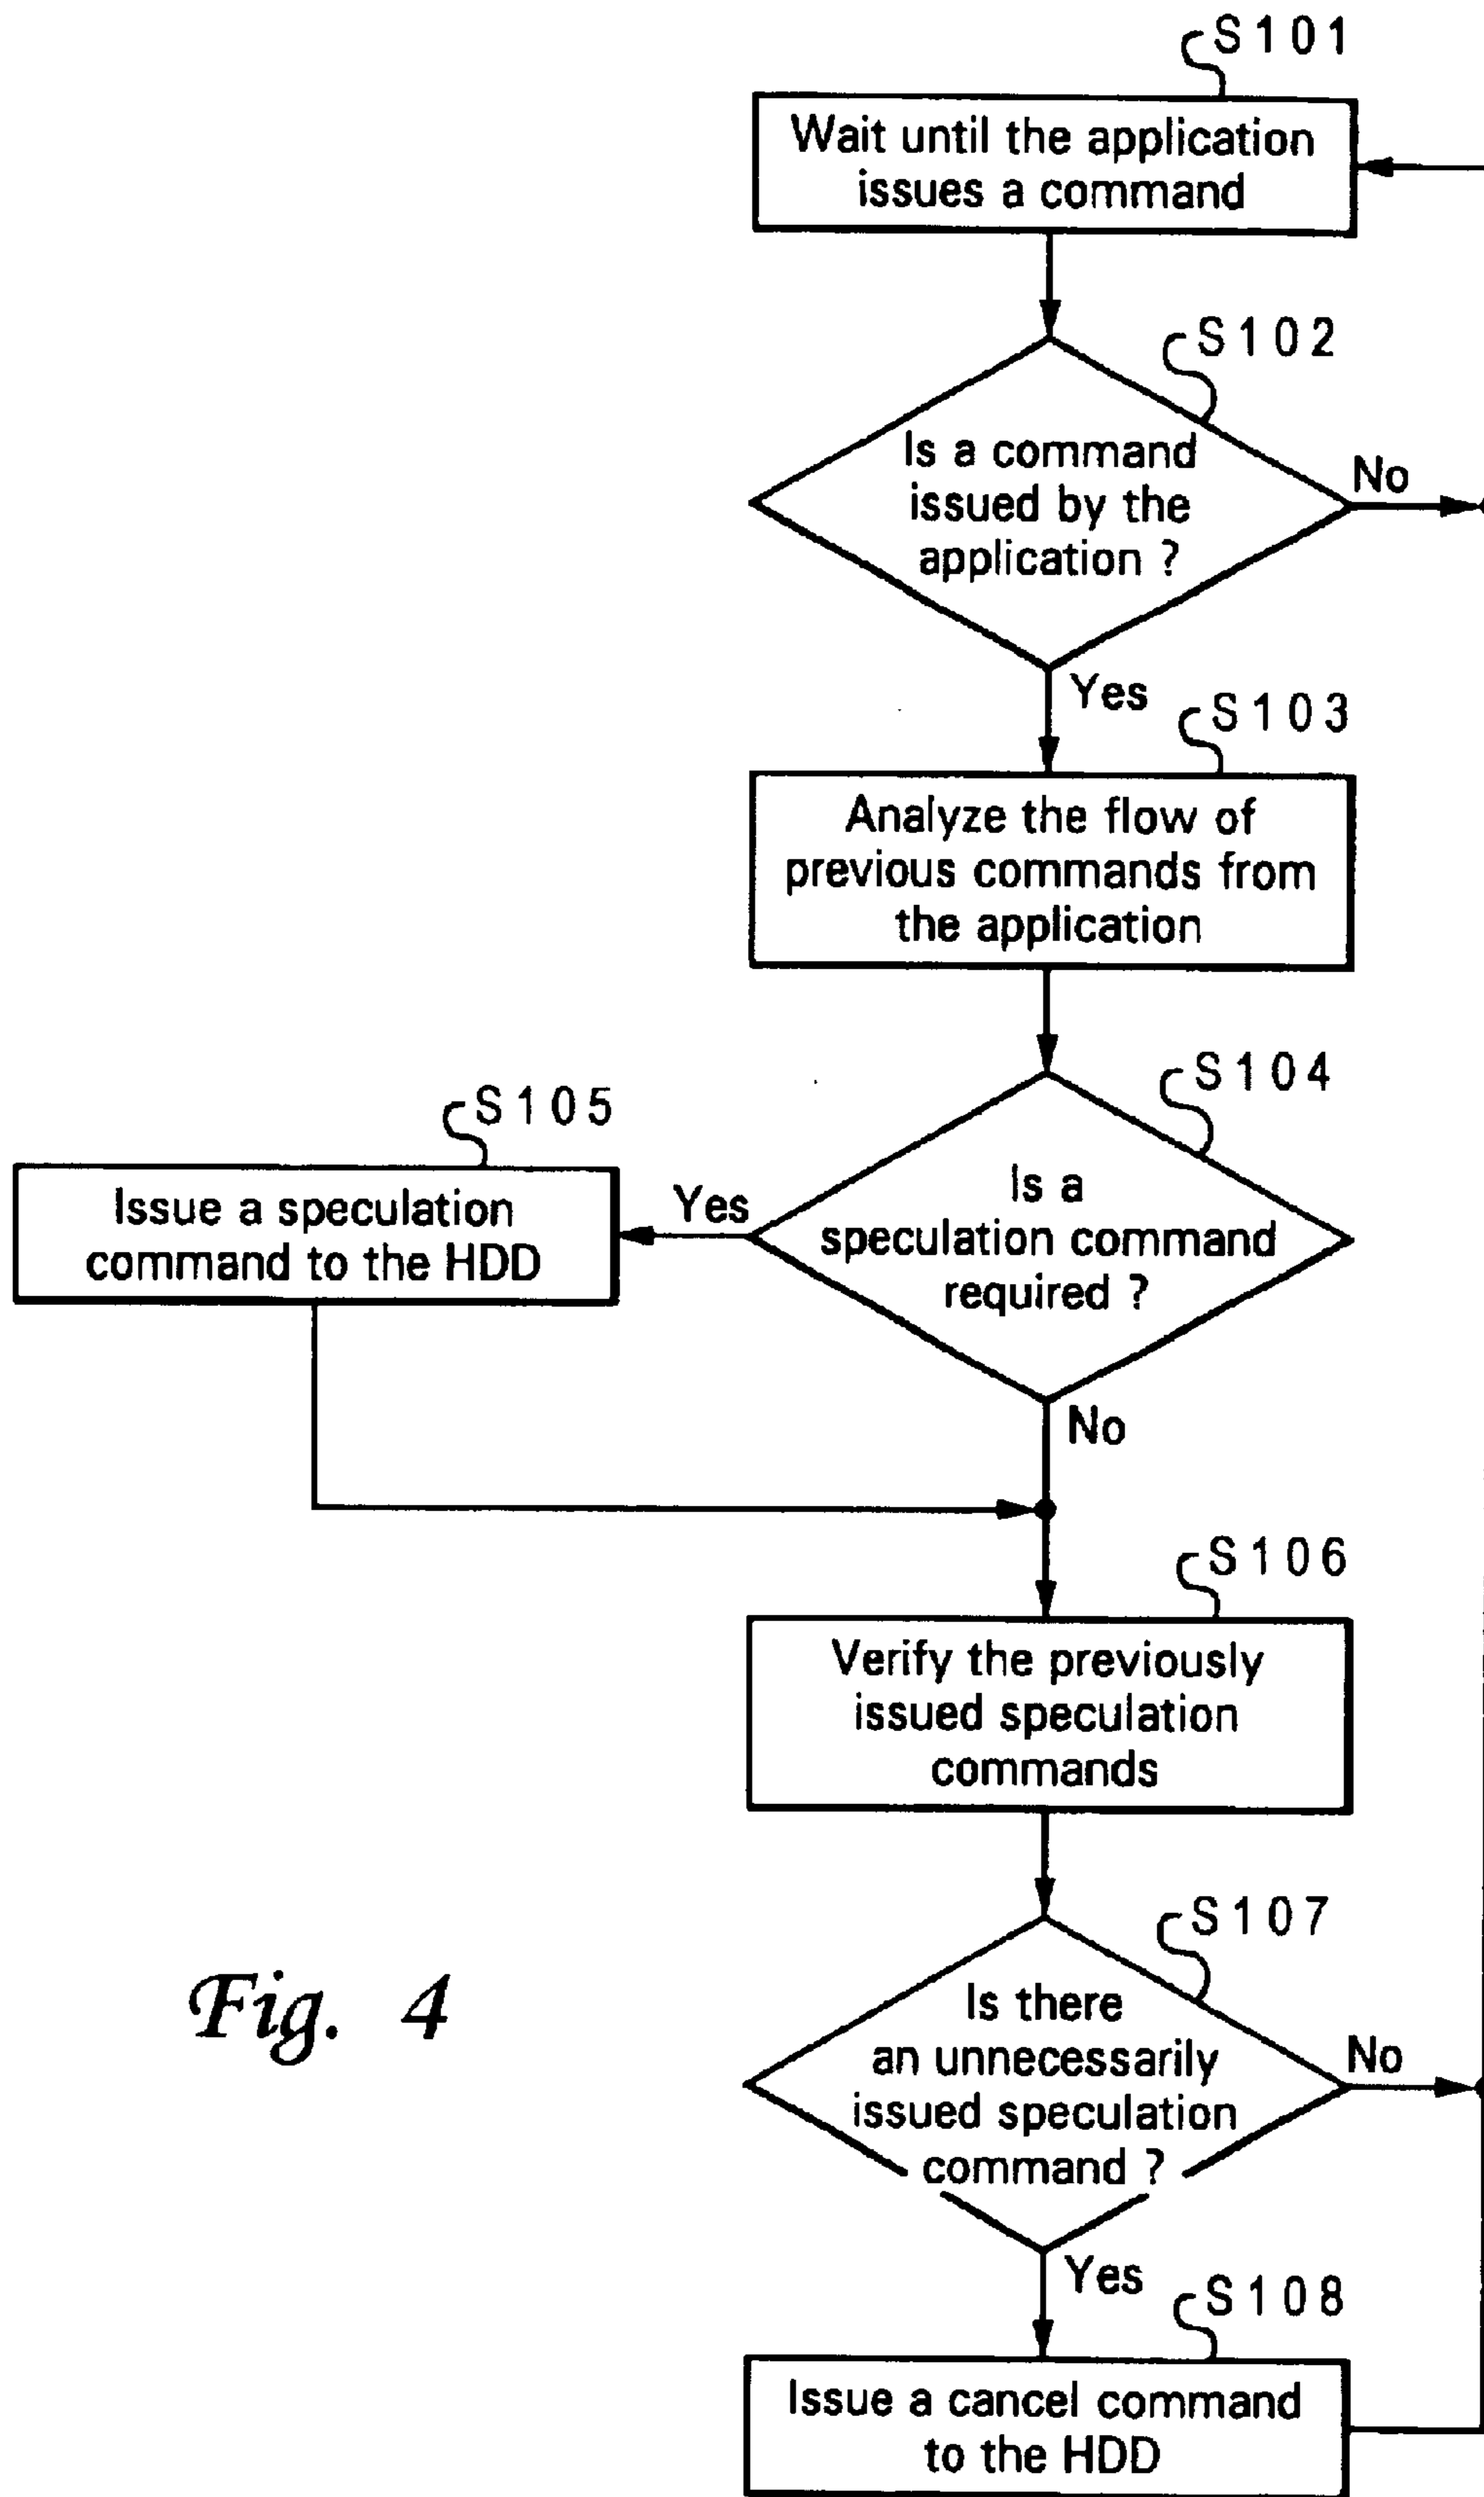 S101
Wait until the application
issues a command
S102
Is a command
issued by the
application ?
No
Yes
S103
Analyze the flow of
previous commands from
the application
S104
Is a
speculation command
required ?
Yes
S105
Issue a speculation
command to the HDD
No
S106
Verify the previously
issued speculation
commands
S107
Is there
an unnecessarily
issued speculation
command ?
No
Yes
S108
Issue a cancel command
to the HDD
Fig. 4